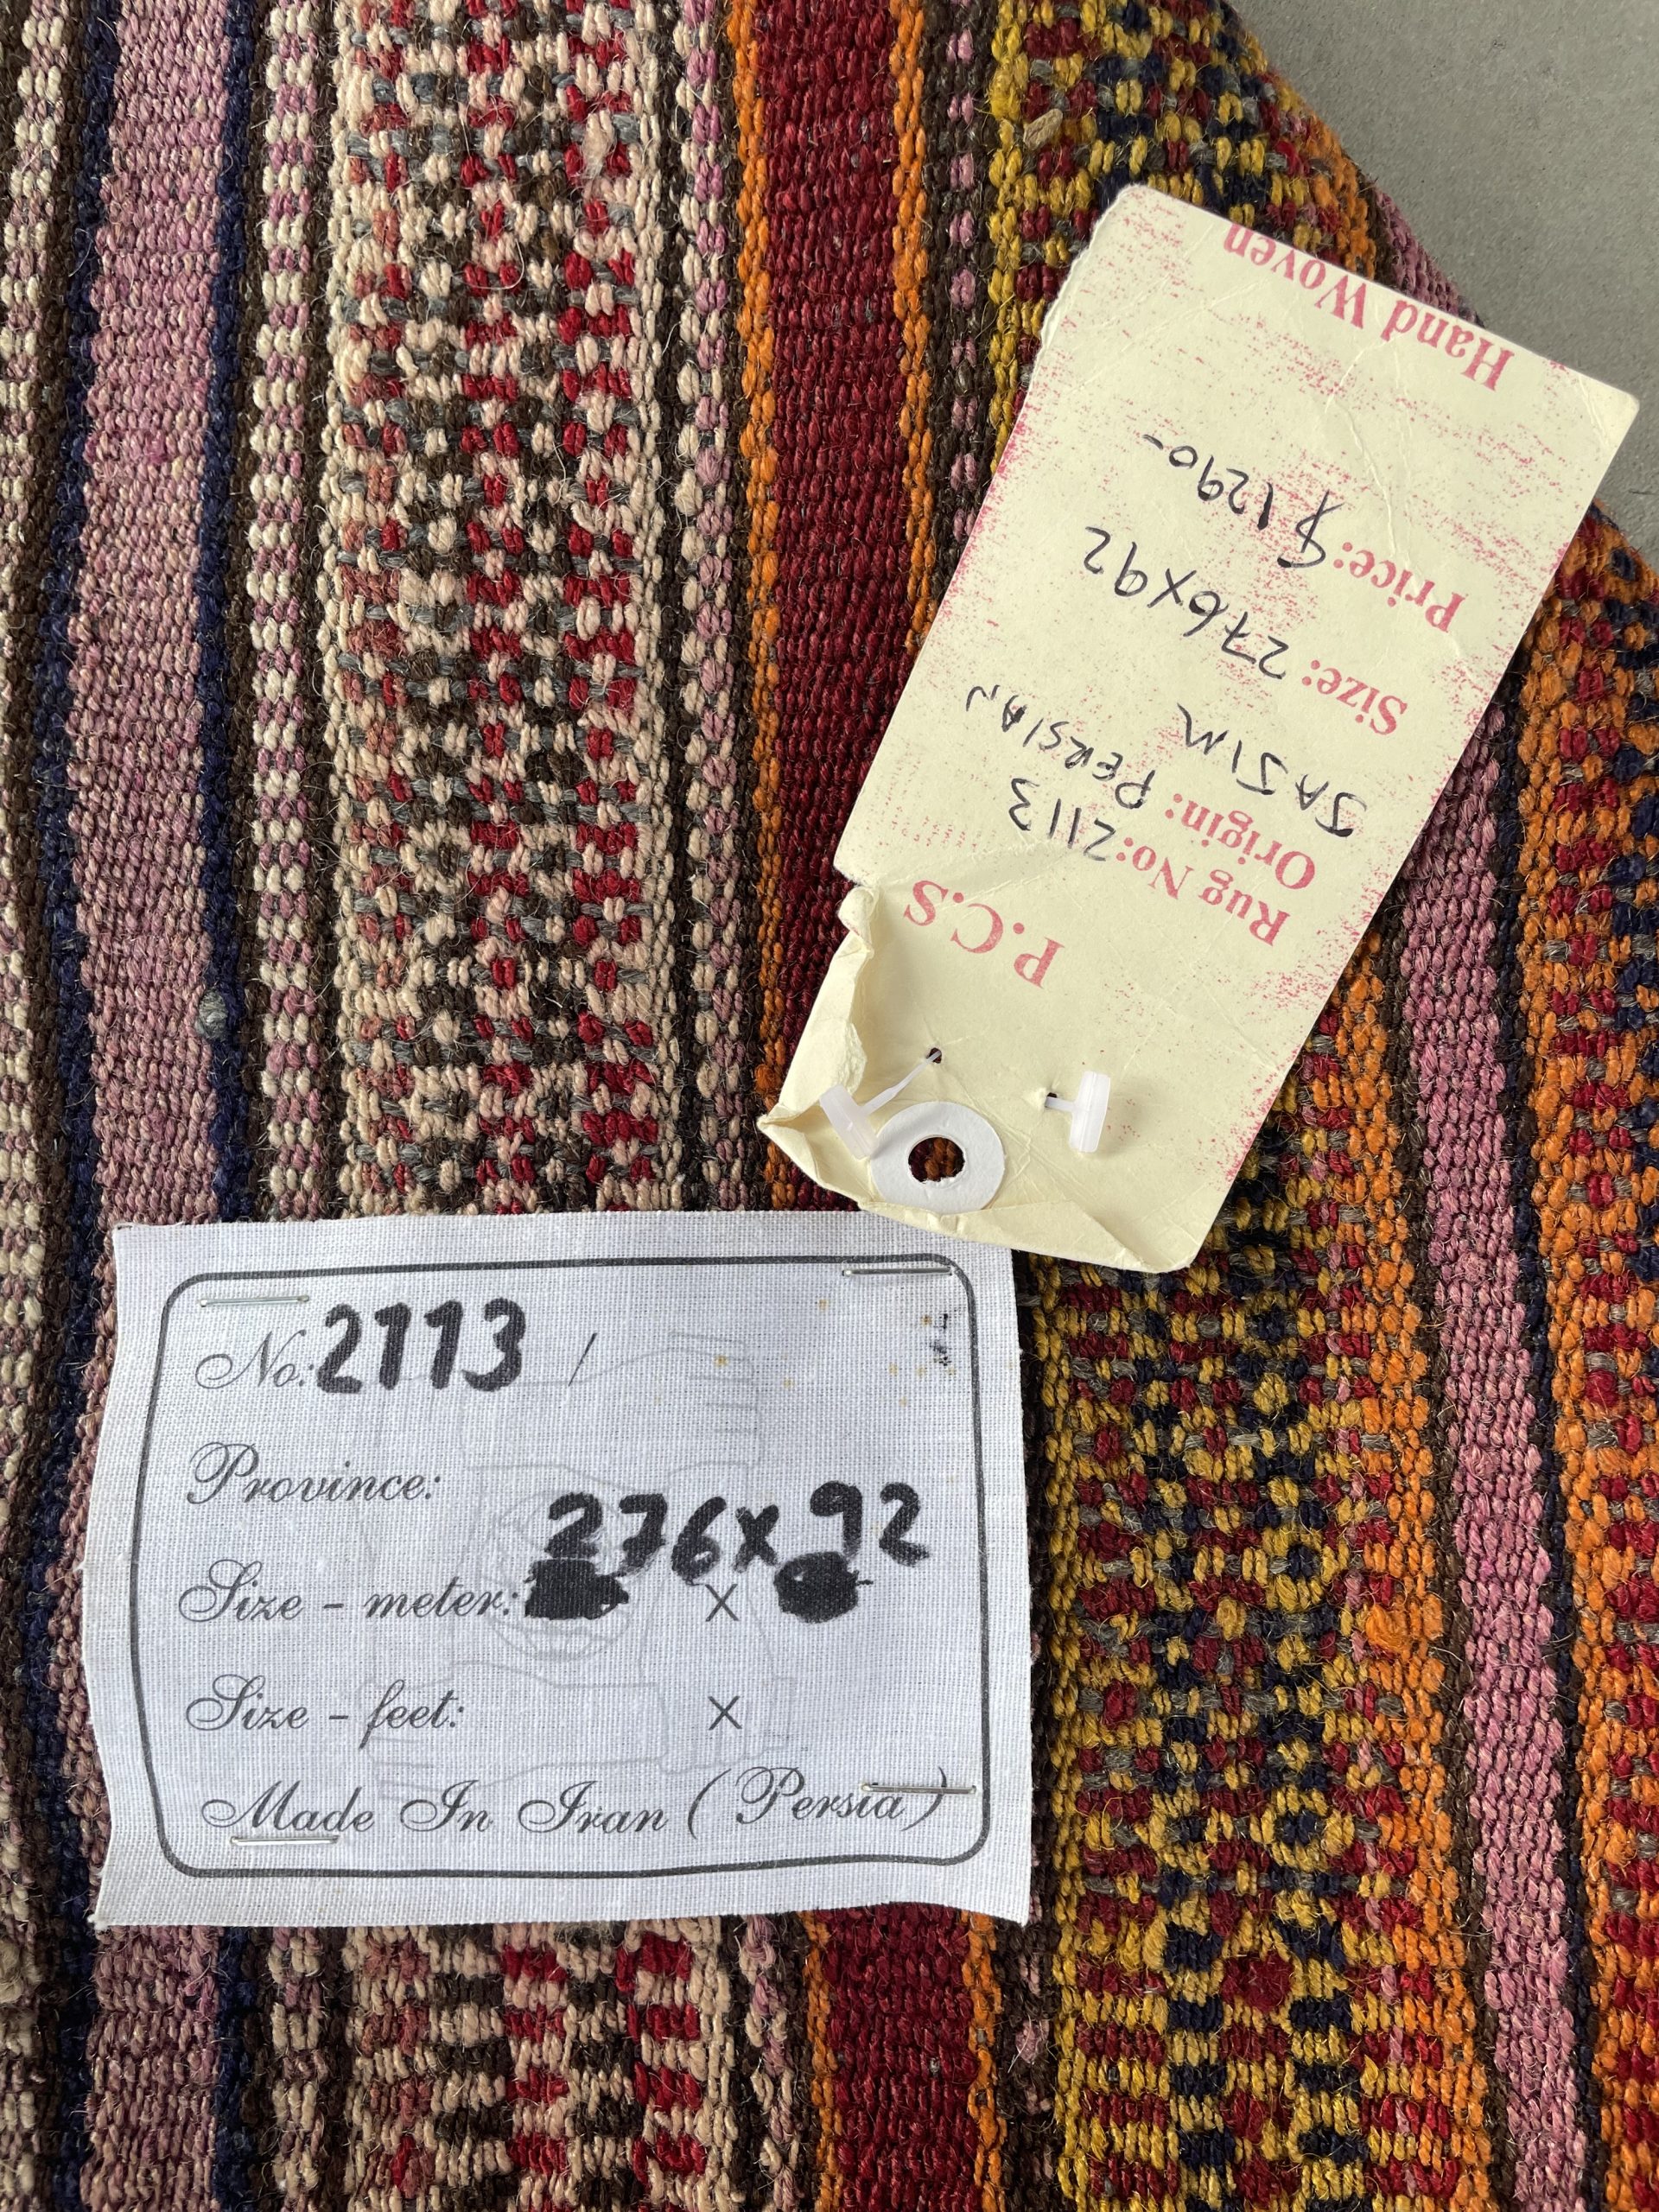 P.C.S
Rug No: 2113
Origin: PERSIAN
JAJIM
Size: 276X92
Price: $ 1290-
Hand Woven
No: 2113 /
Province:
276x92
Size - meter: X
Size - feet: X
Made In Iran ( Persia )